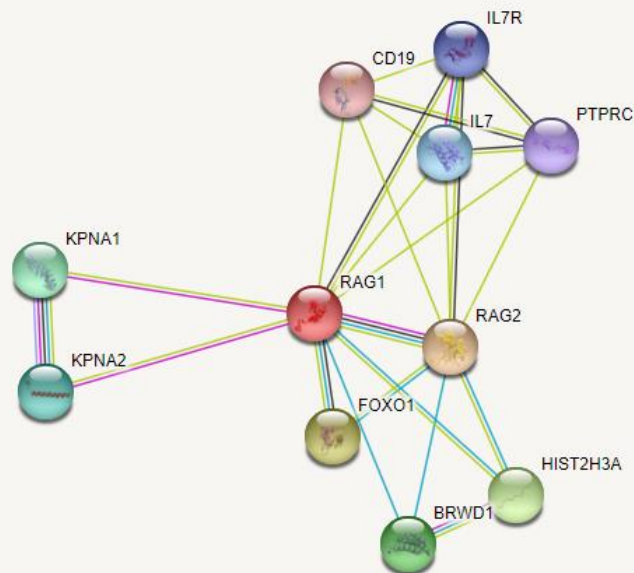 IL7R
CD19
IL7
PTPRC
KPNA1
RAG1
RAG2
KPNA2
FOXO1
HIST2H3A
BRWD1